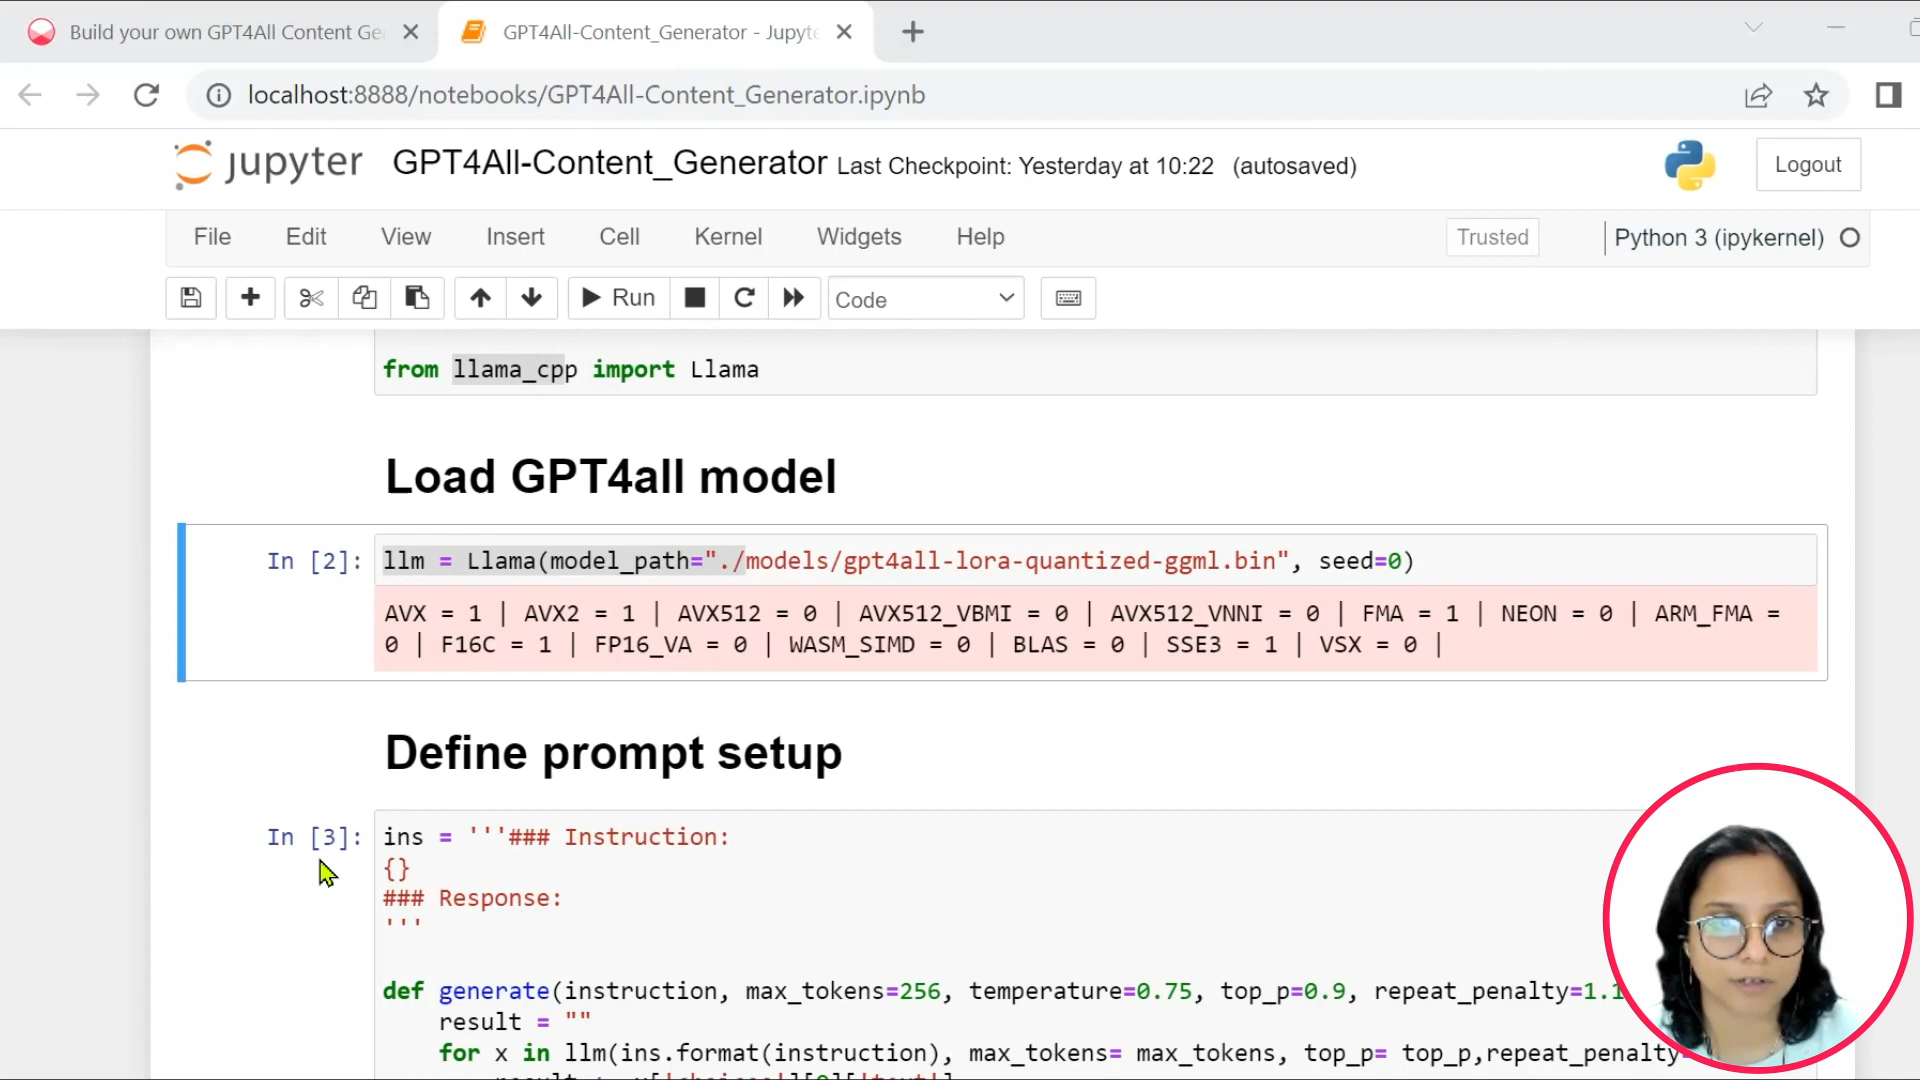 Build your own GPT4All Content Ge
GPT4All-Content_Generator - Jupyte
localhost:8888/notebooks/GPT4All-Content_Generator.ipynb
jupyter GPT4All-Content_Generator Last Checkpoint: Yesterday at 10:22 (autosaved)
Logout
File Edit View Insert Cell Kernel Widgets Help Trusted Python 3 (ipykernel)
Run Code
from llama_cpp import Llama
Load GPT4all model
In [2]: llm = Llama(model_path="./models/gpt4all-lora-quantized-ggml.bin", seed=0)
AVX = 1 | AVX2 = 1 | AVX512 = 0 | AVX512_VBMI = 0 | AVX512_VNNI = 0 | FMA = 1 | NEON = 0 | ARM_FMA =
0 | F16C = 1 | FP16_VA = 0 | WASM_SIMD = 0 | BLAS = 0 | SSE3 = 1 | VSX = 0 |
Define prompt setup
In [3]: ins = '''### Instruction:
{}
### Response:
'''
def generate(instruction, max_tokens=256, temperature=0.75, top_p=0.9, repeat_penalty=1.1
result = ""
for x in llm(ins.format(instruction), max_tokens= max_tokens, top_p= top_p,repeat_penalty=